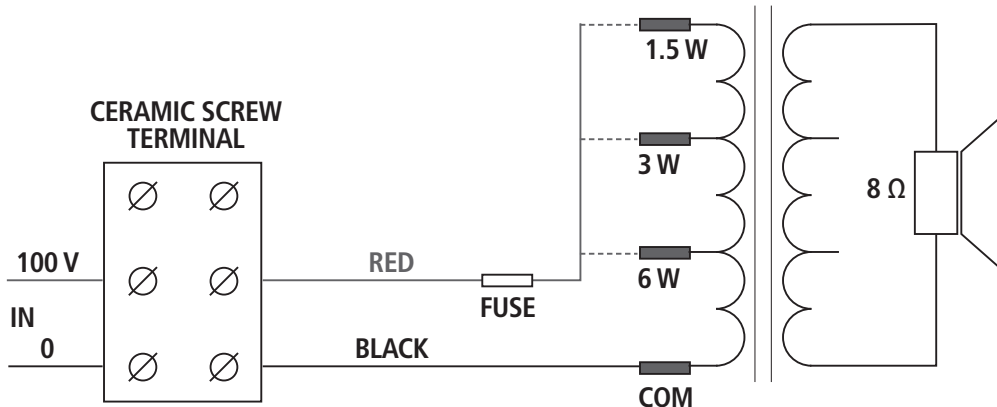 CERAMIC SCREW
TERMINAL
100 V
IN
0
RED
FUSE
BLACK
1.5 W
3 W
6 W
COM
8 Ω